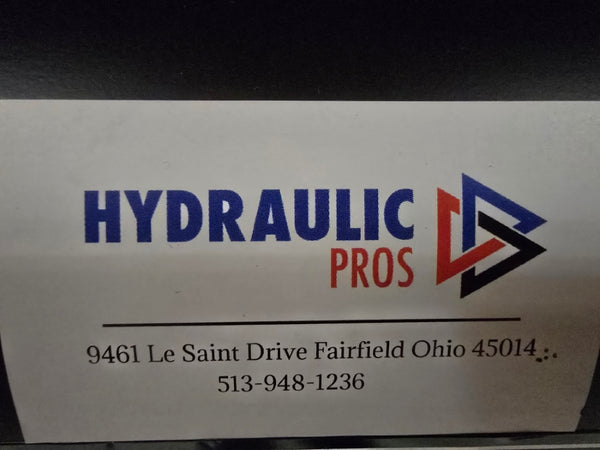 HYDRAULIC
PROS
9461 Le Saint Drive Fairfield Ohio 45014
513-948-1236